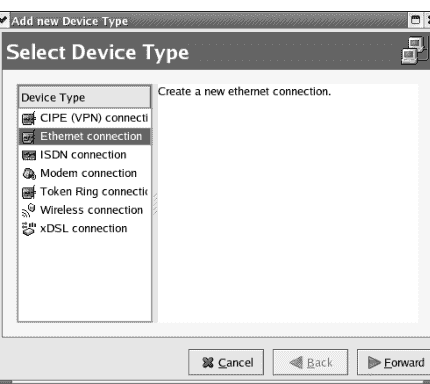 Add new Device Type
Select Device Type
Device Type
CIPE (VPN) connecti
Ethernet connection
ISDN connection
Modem connection
Token Ring connectic
Wireless connection
xDSL connection
Create a new ethernet connection.
Cancel
Back
Forward